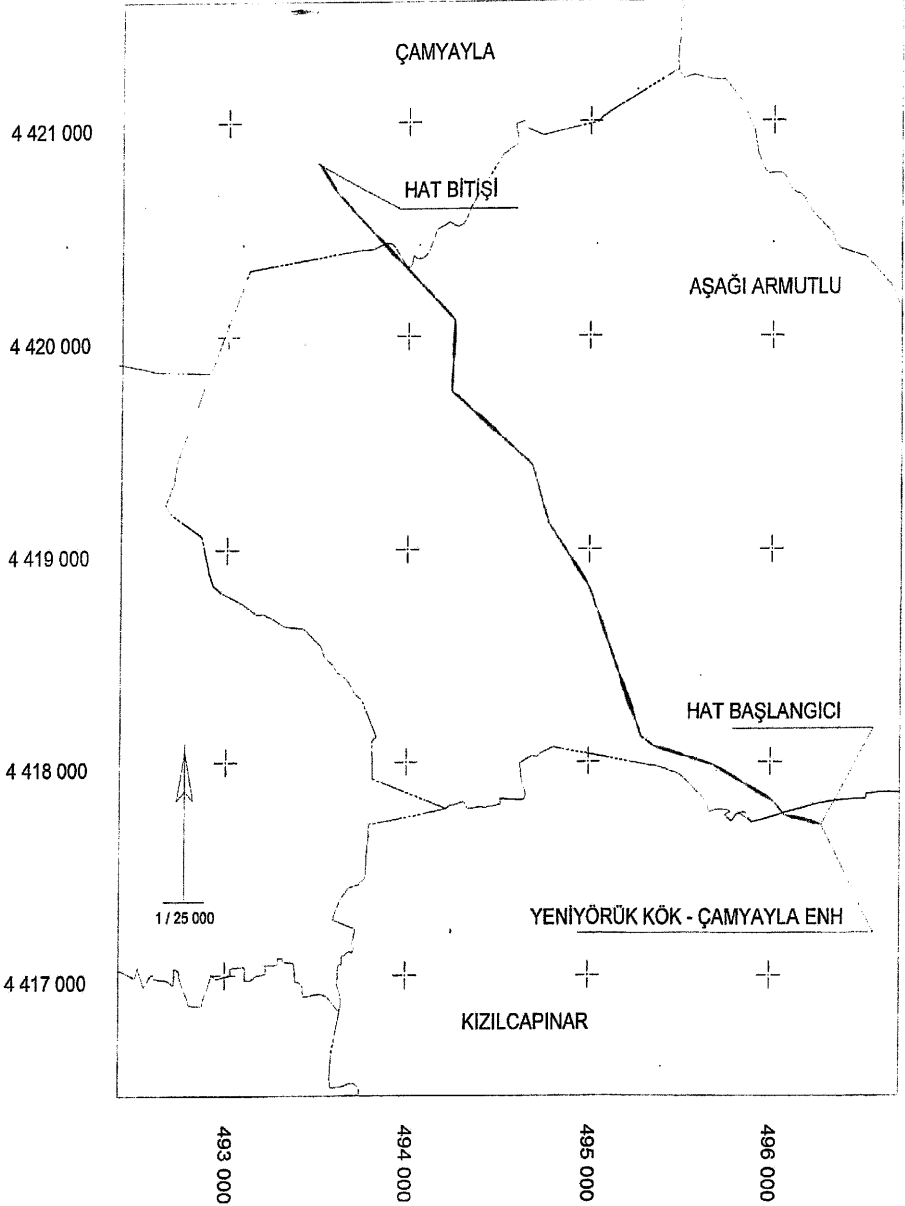 ÇAMYAYLA
4 421 000
HAT BİTİŞİ
AŞAĞI ARMUTLU
4 420 000
4 419 000
HAT BAŞLANGICI
4 418 000
1 / 25 000
YENİYÖRÜK KÖK - ÇAMYAYLA ENH
4 417 000
KIZILCAPINAR
493 000
494 000
495 000
496 000